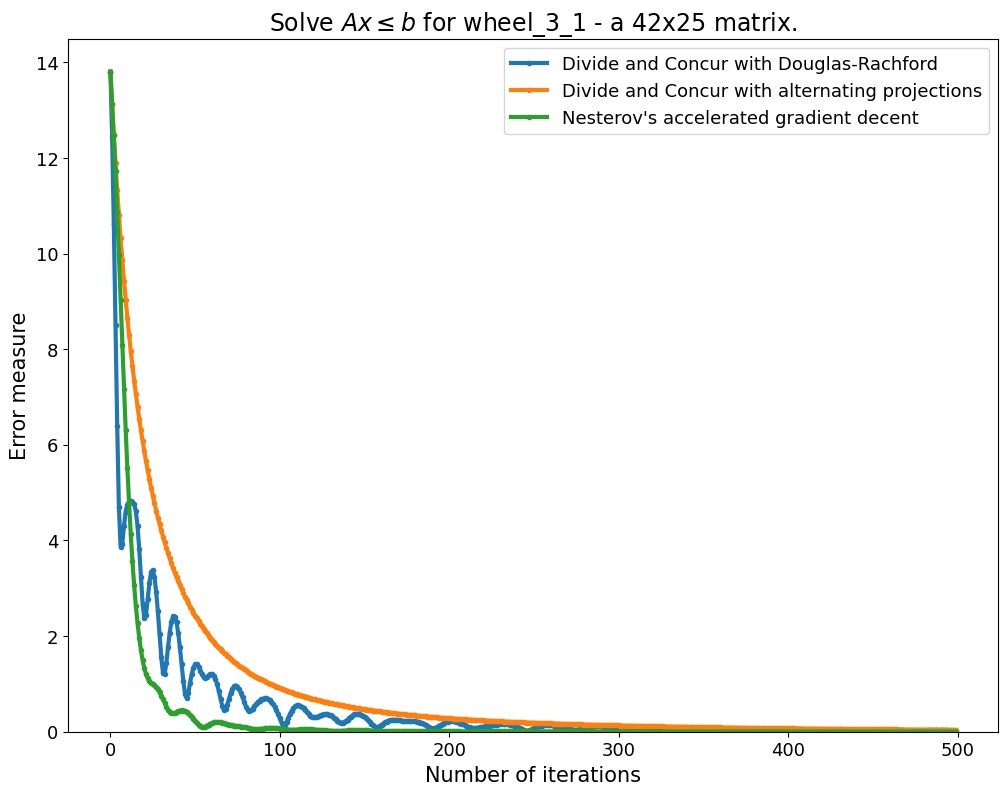 Solve Ax ≤ b for wheel_3_1 - a 42x25 matrix.
Divide and Concur with Douglas-Rachford
Divide and Concur with alternating projections
Nesterov's accelerated gradient decent
Error measure
14
12
10
8
6
4
2
0
0 100 200 300 400 500
Number of iterations